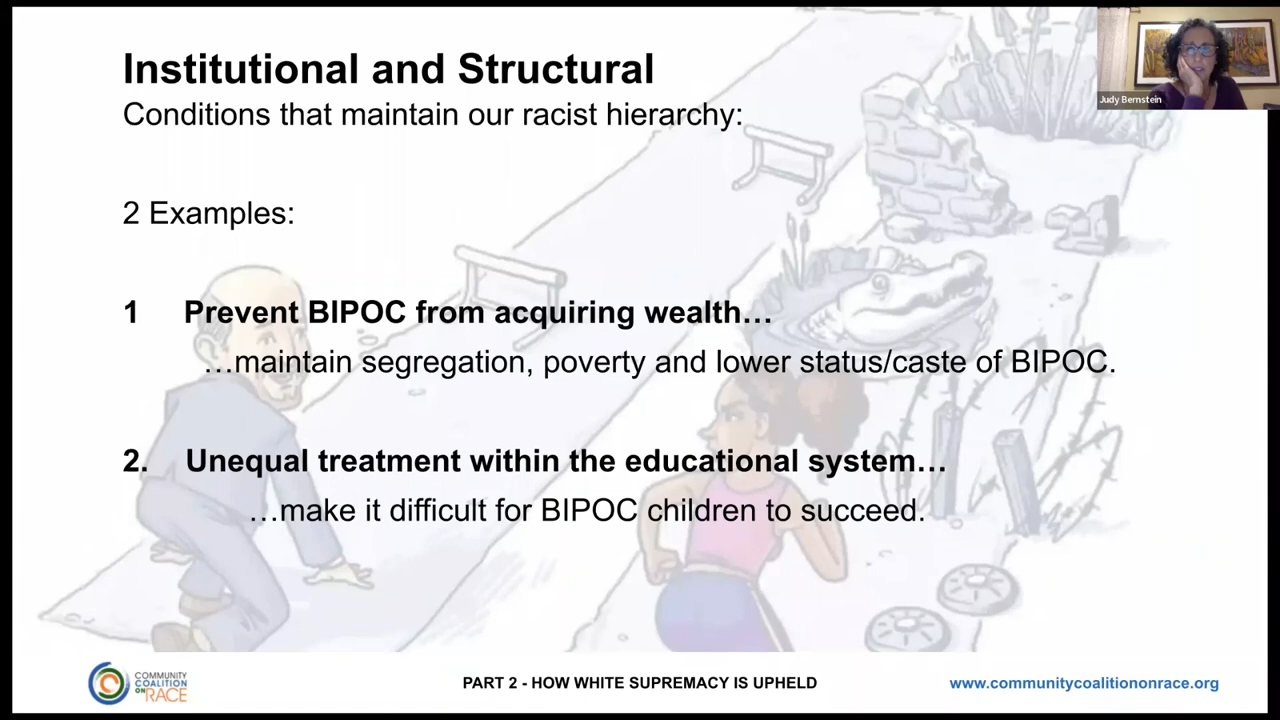 Institutional and Structural
Conditions that maintain our racist hierarchy:
Judy Bernstein
2 Examples:
1 Prevent BIPOC from acquiring wealth…
…maintain segregation, poverty and lower status/caste of BIPOC.
2. Unequal treatment within the educational system…
…make it difficult for BIPOC children to succeed.
COMMUNITY
COALITION
ON RACE
PART 2 - HOW WHITE SUPREMACY IS UPHELD
www.communitycoalitiononrace.org